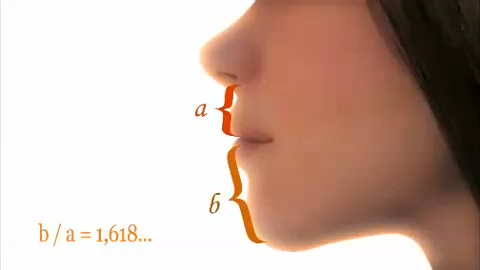 a
b
b / a = 1,618...